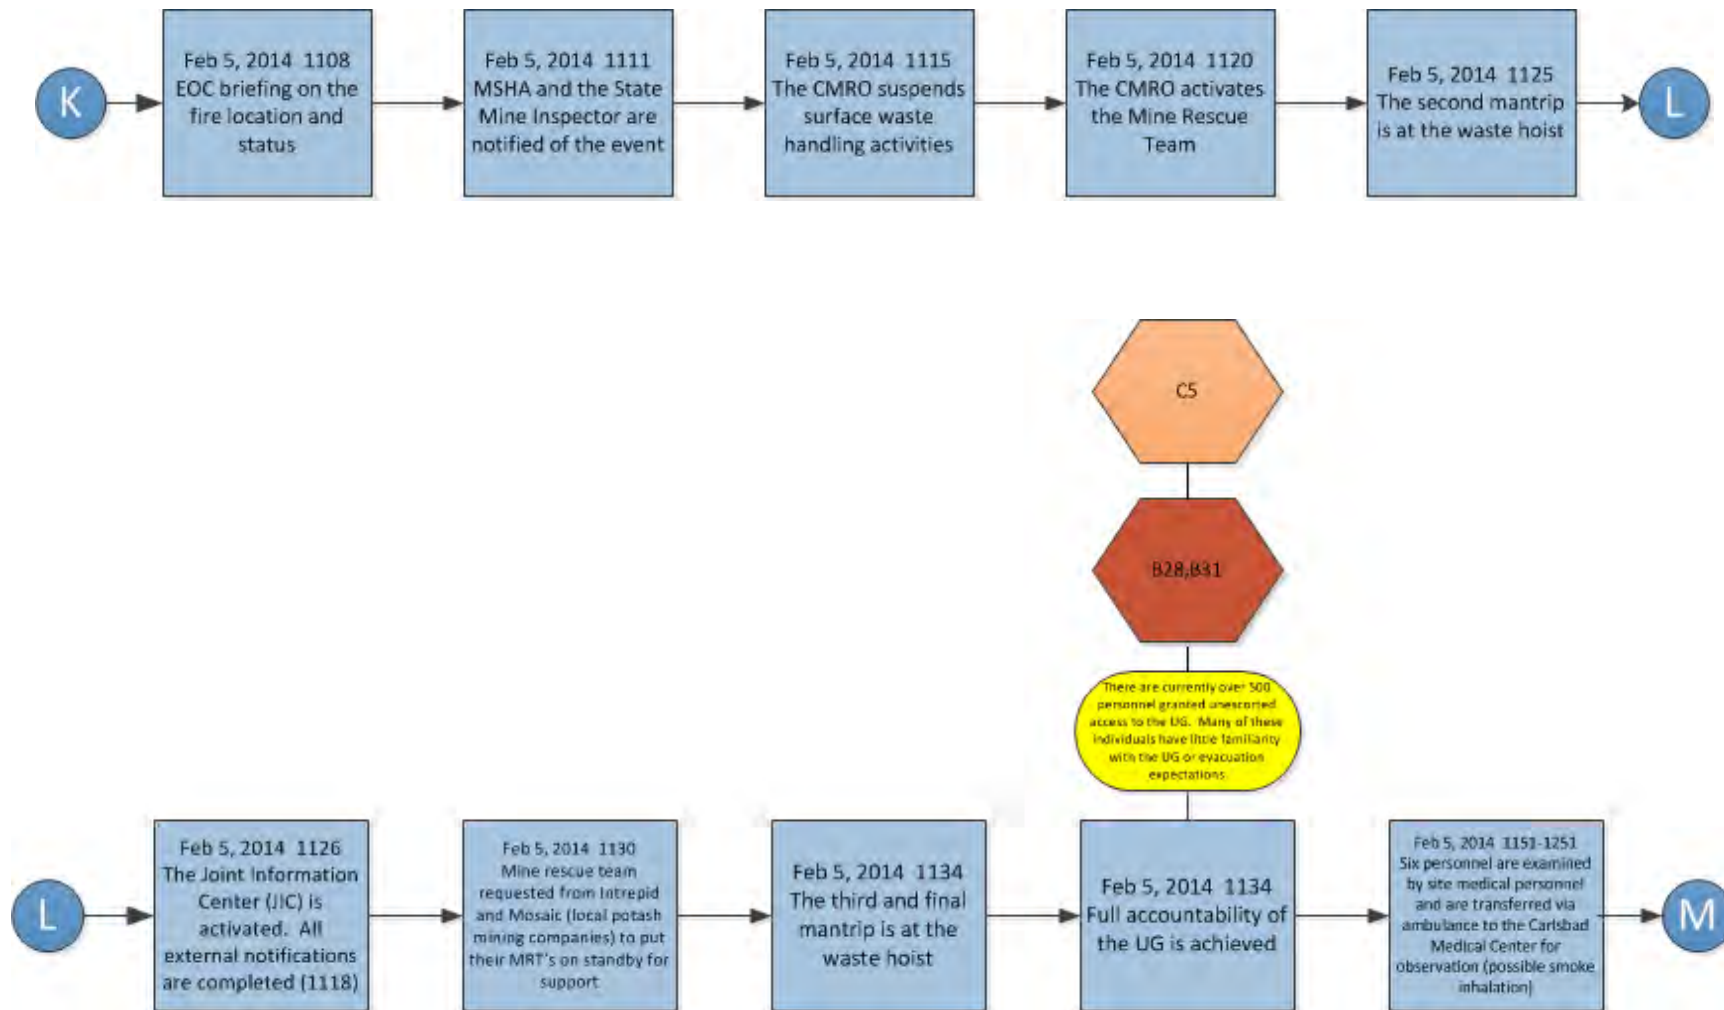 K
Feb 5, 2014 1108
EOC briefing on the
fire location and
status
Feb 5, 2014 1111
MSHA and the State
Mine Inspector are
notified of the event
Feb 5, 2014 1115
The CMRO suspends
surface waste
handling activities
Feb 5, 2014 1120
The CMRO activates
the Mine Rescue
Team
Feb 5, 2014 1125
The second mantrip
is at the waste hoist
L
C5
B28,B31
There are currently over 500
personnel granted unescorted
access to the UG. Many of these
individuals have little familiarity
with the UG or evacuation
expectations
L
Feb 5, 2014 1126
The Joint Information
Center (JIC) is
activated. All
external notifications
are completed (1118)
Feb 5, 2014 1130
Mine rescue team
requested from Intrepid
and Mosaic (local potash
mining companies) to put
their MRT's on standby for
support
Feb 5, 2014 1134
The third and final
mantrip is at the
waste hoist
Feb 5, 2014 1134
Full accountability of
the UG is achieved
Feb 5, 2014 1151-1251
Six personnel are examined
by site medical personnel
and are transferred via
ambulance to the Carlsbad
Medical Center for
observation (possible smoke
inhalation)
M